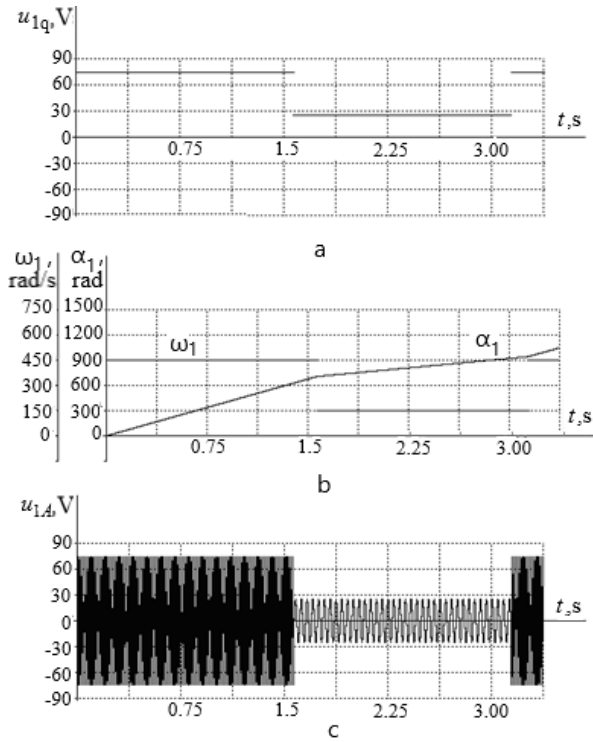 u1q,V
90
60
30
0
-30
-60
-90
0.75 1.5 2.25 3.00
t,s
a
ω1, α1,
rad/s rad
750 1500
600 1200
450 900
300 600
150 300
0 0
ω1
α1
0.75 1.5 2.25 3.00
t,s
b
u1A,V
90
60
30
0
-30
-60
-90
0.75 1.5 2.25 3.00
t,s
c